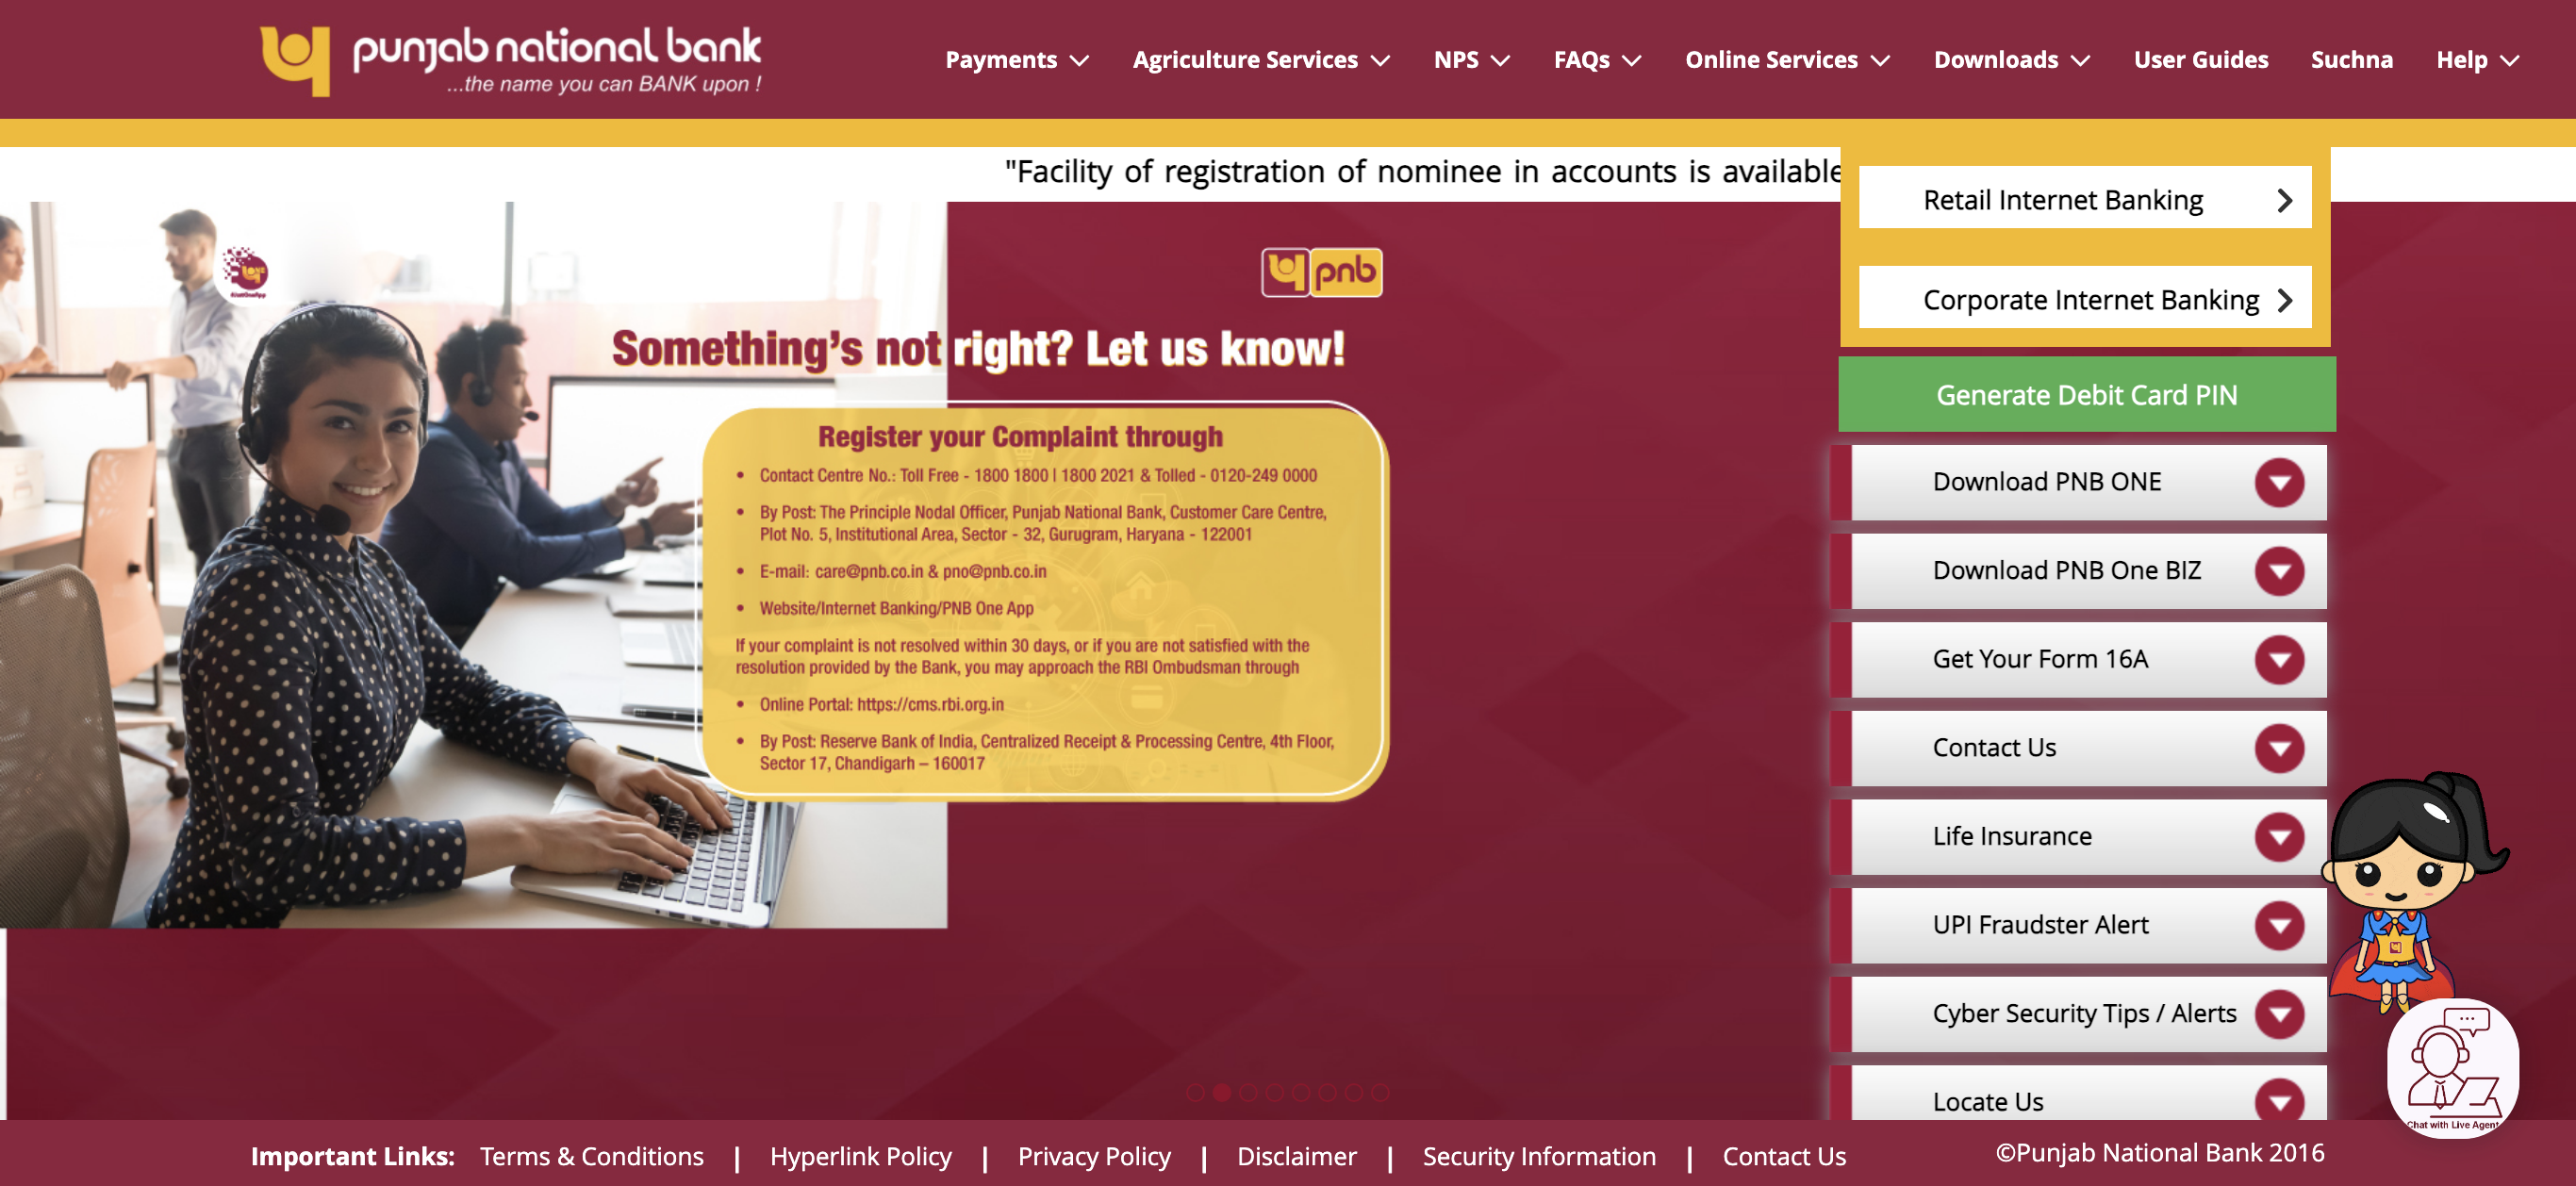 punjab national bank
...the name you can BANK upon !
Payments
Agriculture Services
NPS
FAQs
Online Services
Downloads
User Guides
Suchna
Help
"Facility of registration of nominee in accounts is available
Retail Internet Banking
Corporate Internet Banking
Generate Debit Card PIN
Download PNB ONE
Download PNB One BIZ
Get Your Form 16A
Contact Us
Life Insurance
UPI Fraudster Alert
Cyber Security Tips / Alerts
Locate Us
ONE
pnb
Something's not right? Let us know!
Register your Complaint through
• Contact Centre No.: Toll Free - 1800 1800 | 1800 2021 & Tolled - 0120-249 0000
• By Post: The Principle Nodal Officer, Punjab National Bank, Customer Care Centre,
Plot No. 5, Institutional Area, Sector - 32, Gurugram, Haryana - 122001
• E-mail: care@pnb.co.in & pno@pnb.co.in
• Website/Internet Banking/PNB One App
If your complaint is not resolved within 30 days, or if you are not satisfied with the
resolution provided by the Bank, you may approach the RBI Ombudsman through
• Online Portal: https://cms.rbi.org.in
• By Post: Reserve Bank of India, Centralized Receipt & Processing Centre, 4th Floor,
Sector 17, Chandigarh – 160017
Chat with Live Agent
Important Links: Terms & Conditions | Hyperlink Policy | Privacy Policy | Disclaimer | Security Information | Contact Us
©Punjab National Bank 2016